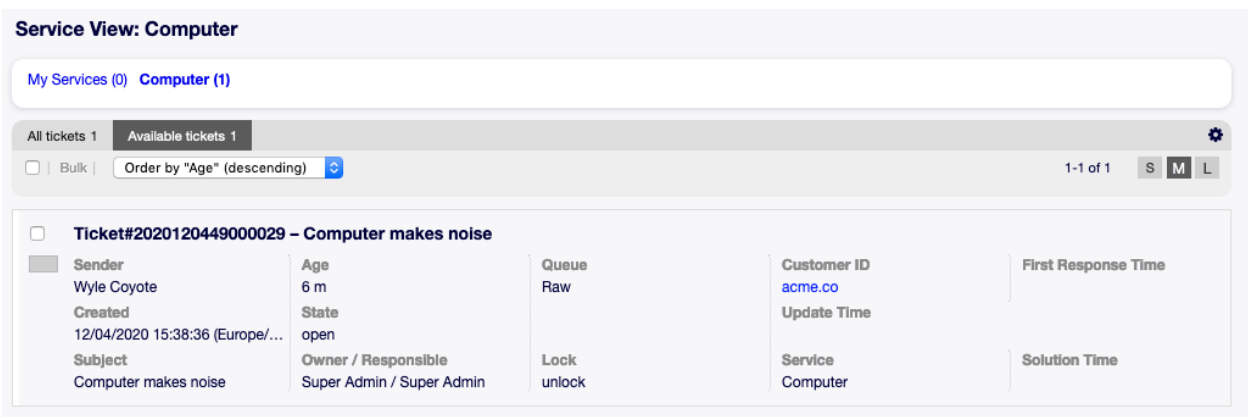 Service View: Computer
My Services (0) Computer (1)
All tickets 1 Available tickets 1
| Bulk | Order by "Age" (descending) 1-1 of 1 S M L
Ticket#2020120449000029 – Computer makes noise
Sender Age Queue Customer ID First Response Time
Wyle Coyote 6 m Raw acme.co
Created State Update Time
12/04/2020 15:38:36 (Europe/... open
Subject Owner / Responsible Lock Service Solution Time
Computer makes noise Super Admin / Super Admin unlock Computer